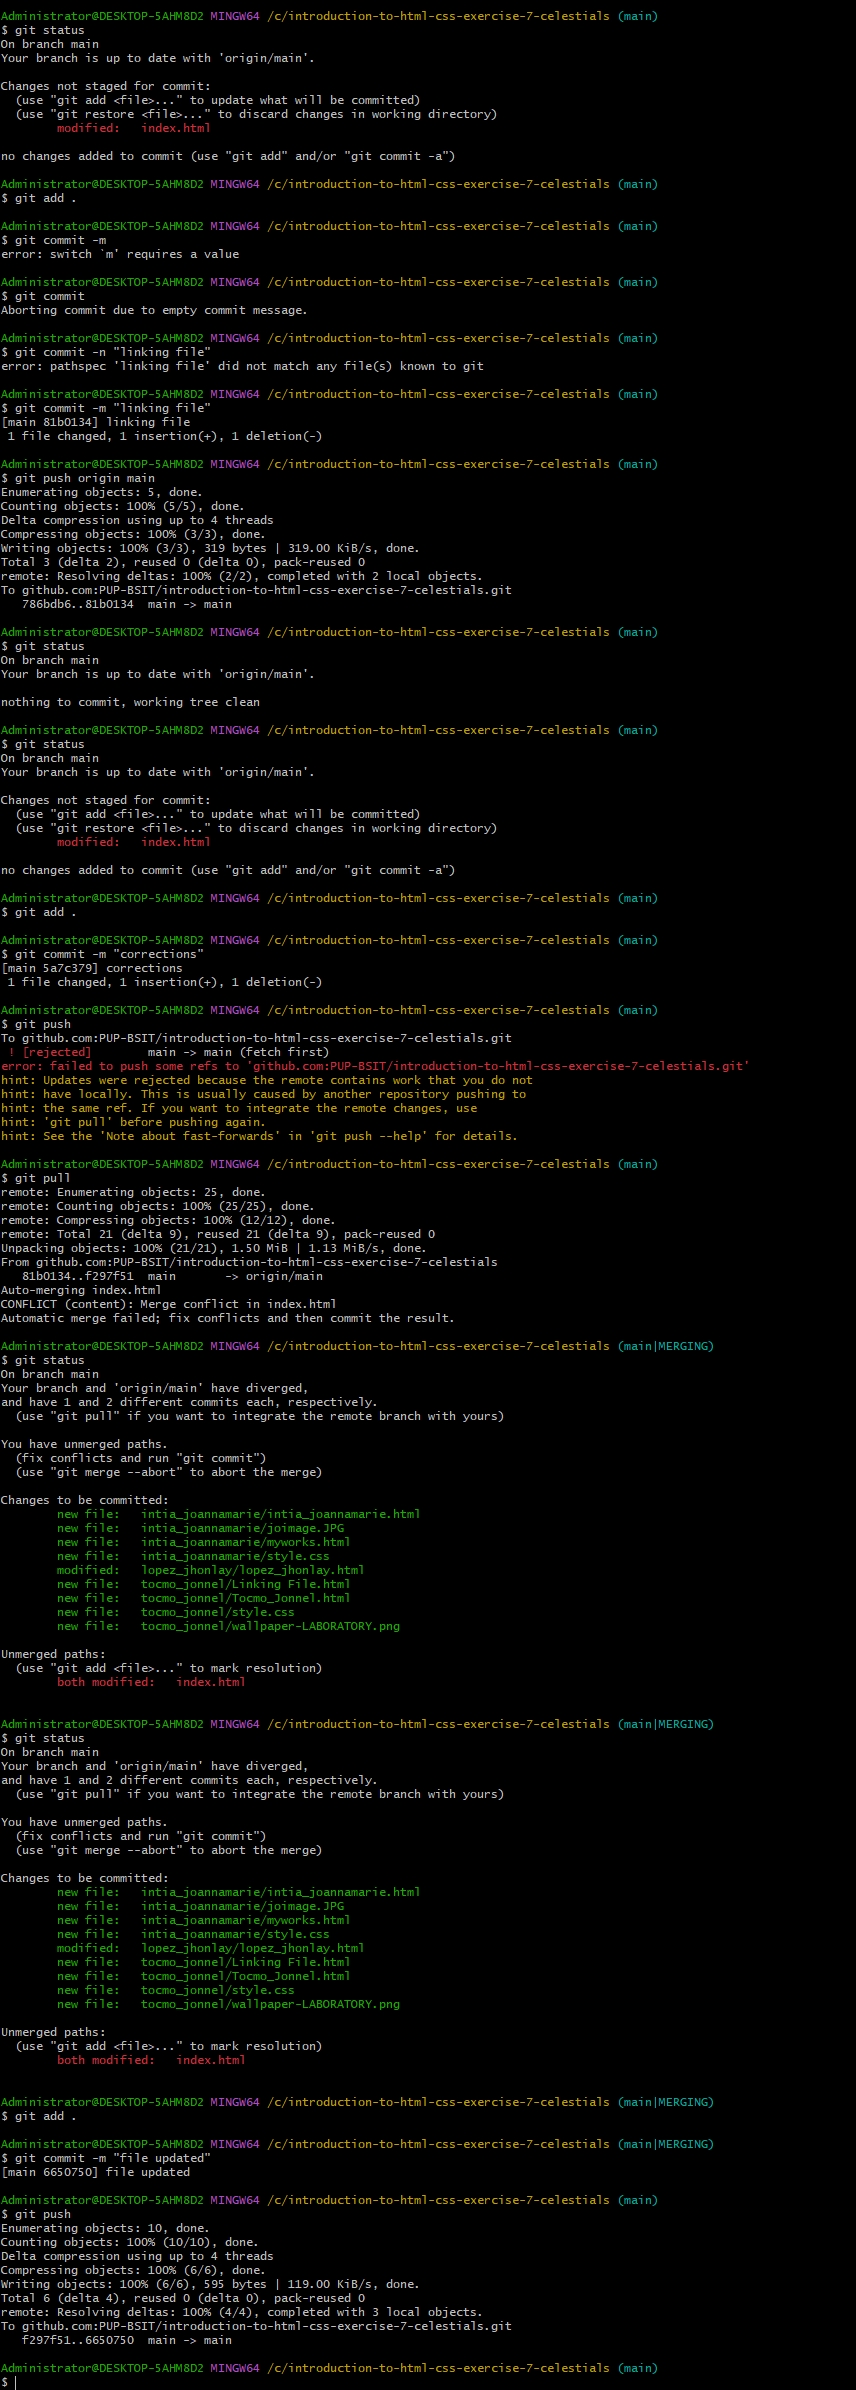 Administrator@DESKTOP-5AHM8D2 MINGW64 /c/introduction-to-html-css-exercise-7-celestials (main)
$ git status
On branch main
Your branch is up to date with 'origin/main'.

Changes not staged for commit:
  (use "git add <file>..." to update what will be committed)
  (use "git restore <file>..." to discard changes in working directory)
        modified:   index.html

no changes added to commit (use "git add" and/or "git commit -a")

Administrator@DESKTOP-5AHM8D2 MINGW64 /c/introduction-to-html-css-exercise-7-celestials (main)
$ git add .

Administrator@DESKTOP-5AHM8D2 MINGW64 /c/introduction-to-html-css-exercise-7-celestials (main)
$ git commit -m
error: switch `m' requires a value

Administrator@DESKTOP-5AHM8D2 MINGW64 /c/introduction-to-html-css-exercise-7-celestials (main)
$ git commit
Aborting commit due to empty commit message.

Administrator@DESKTOP-5AHM8D2 MINGW64 /c/introduction-to-html-css-exercise-7-celestials (main)
$ git commit -n "linking file"
error: pathspec 'linking file' did not match any file(s) known to git

Administrator@DESKTOP-5AHM8D2 MINGW64 /c/introduction-to-html-css-exercise-7-celestials (main)
$ git commit -m "linking file"
[main 81b0134] linking file
 1 file changed, 1 insertion(+), 1 deletion(-)

Administrator@DESKTOP-5AHM8D2 MINGW64 /c/introduction-to-html-css-exercise-7-celestials (main)
$ git push origin main
Enumerating objects: 5, done.
Counting objects: 100% (5/5), done.
Delta compression using up to 4 threads
Compressing objects: 100% (3/3), done.
Writing objects: 100% (3/3), 319 bytes | 319.00 KiB/s, done.
Total 3 (delta 2), reused 0 (delta 0), pack-reused 0
remote: Resolving deltas: 100% (2/2), completed with 2 local objects.
To github.com:PUP-BSIT/introduction-to-html-css-exercise-7-celestials.git
   786bdb6..81b0134  main -> main

Administrator@DESKTOP-5AHM8D2 MINGW64 /c/introduction-to-html-css-exercise-7-celestials (main)
$ git status
On branch main
Your branch is up to date with 'origin/main'.

nothing to commit, working tree clean

Administrator@DESKTOP-5AHM8D2 MINGW64 /c/introduction-to-html-css-exercise-7-celestials (main)
$ git status
On branch main
Your branch is up to date with 'origin/main'.

Changes not staged for commit:
  (use "git add <file>..." to update what will be committed)
  (use "git restore <file>..." to discard changes in working directory)
        modified:   index.html

no changes added to commit (use "git add" and/or "git commit -a")

Administrator@DESKTOP-5AHM8D2 MINGW64 /c/introduction-to-html-css-exercise-7-celestials (main)
$ git add .

Administrator@DESKTOP-5AHM8D2 MINGW64 /c/introduction-to-html-css-exercise-7-celestials (main)
$ git commit -m "corrections"
[main 5a7c379] corrections
 1 file changed, 1 insertion(+), 1 deletion(-)

Administrator@DESKTOP-5AHM8D2 MINGW64 /c/introduction-to-html-css-exercise-7-celestials (main)
$ git push
To github.com:PUP-BSIT/introduction-to-html-css-exercise-7-celestials.git
 ! [rejected]        main -> main (fetch first)
error: failed to push some refs to 'github.com:PUP-BSIT/introduction-to-html-css-exercise-7-celestials.git'
hint: Updates were rejected because the remote contains work that you do not
hint: have locally. This is usually caused by another repository pushing to
hint: the same ref. If you want to integrate the remote changes, use
hint: 'git pull' before pushing again.
hint: See the 'Note about fast-forwards' in 'git push --help' for details.

Administrator@DESKTOP-5AHM8D2 MINGW64 /c/introduction-to-html-css-exercise-7-celestials (main)
$ git pull
remote: Enumerating objects: 25, done.
remote: Counting objects: 100% (25/25), done.
remote: Compressing objects: 100% (12/12), done.
remote: Total 21 (delta 9), reused 21 (delta 9), pack-reused 0
Unpacking objects: 100% (21/21), 1.50 MiB | 1.13 MiB/s, done.
From github.com:PUP-BSIT/introduction-to-html-css-exercise-7-celestials
   81b0134..f297f51  main       -> origin/main
Auto-merging index.html
CONFLICT (content): Merge conflict in index.html
Automatic merge failed; fix conflicts and then commit the result.

Administrator@DESKTOP-5AHM8D2 MINGW64 /c/introduction-to-html-css-exercise-7-celestials (main|MERGING)
$ git status
On branch main
Your branch and 'origin/main' have diverged,
and have 1 and 2 different commits each, respectively.
  (use "git pull" if you want to integrate the remote branch with yours)

You have unmerged paths.
  (fix conflicts and run "git commit")
  (use "git merge --abort" to abort the merge)

Changes to be committed:
        new file:   intia_joannamarie/intia_joannamarie.html
        new file:   intia_joannamarie/joimage.JPG
        new file:   intia_joannamarie/myworks.html
        new file:   intia_joannamarie/style.css
        modified:   lopez_jhonlay/lopez_jhonlay.html
        new file:   tocmo_jonnel/Linking File.html
        new file:   tocmo_jonnel/Tocmo_Jonnel.html
        new file:   tocmo_jonnel/style.css
        new file:   tocmo_jonnel/wallpaper-LABORATORY.png

Unmerged paths:
  (use "git add <file>..." to mark resolution)
        both modified:   index.html


Administrator@DESKTOP-5AHM8D2 MINGW64 /c/introduction-to-html-css-exercise-7-celestials (main|MERGING)
$ git status
On branch main
Your branch and 'origin/main' have diverged,
and have 1 and 2 different commits each, respectively.
  (use "git pull" if you want to integrate the remote branch with yours)

You have unmerged paths.
  (fix conflicts and run "git commit")
  (use "git merge --abort" to abort the merge)

Changes to be committed:
        new file:   intia_joannamarie/intia_joannamarie.html
        new file:   intia_joannamarie/joimage.JPG
        new file:   intia_joannamarie/myworks.html
        new file:   intia_joannamarie/style.css
        modified:   lopez_jhonlay/lopez_jhonlay.html
        new file:   tocmo_jonnel/Linking File.html
        new file:   tocmo_jonnel/Tocmo_Jonnel.html
        new file:   tocmo_jonnel/style.css
        new file:   tocmo_jonnel/wallpaper-LABORATORY.png

Unmerged paths:
  (use "git add <file>..." to mark resolution)
        both modified:   index.html


Administrator@DESKTOP-5AHM8D2 MINGW64 /c/introduction-to-html-css-exercise-7-celestials (main|MERGING)
$ git add .

Administrator@DESKTOP-5AHM8D2 MINGW64 /c/introduction-to-html-css-exercise-7-celestials (main|MERGING)
$ git commit -m "file updated"
[main 6650750] file updated

Administrator@DESKTOP-5AHM8D2 MINGW64 /c/introduction-to-html-css-exercise-7-celestials (main)
$ git push
Enumerating objects: 10, done.
Counting objects: 100% (10/10), done.
Delta compression using up to 4 threads
Compressing objects: 100% (6/6), done.
Writing objects: 100% (6/6), 595 bytes | 119.00 KiB/s, done.
Total 6 (delta 4), reused 0 (delta 0), pack-reused 0
remote: Resolving deltas: 100% (4/4), completed with 3 local objects.
To github.com:PUP-BSIT/introduction-to-html-css-exercise-7-celestials.git
   f297f51..6650750  main -> main

Administrator@DESKTOP-5AHM8D2 MINGW64 /c/introduction-to-html-css-exercise-7-celestials (main)
$